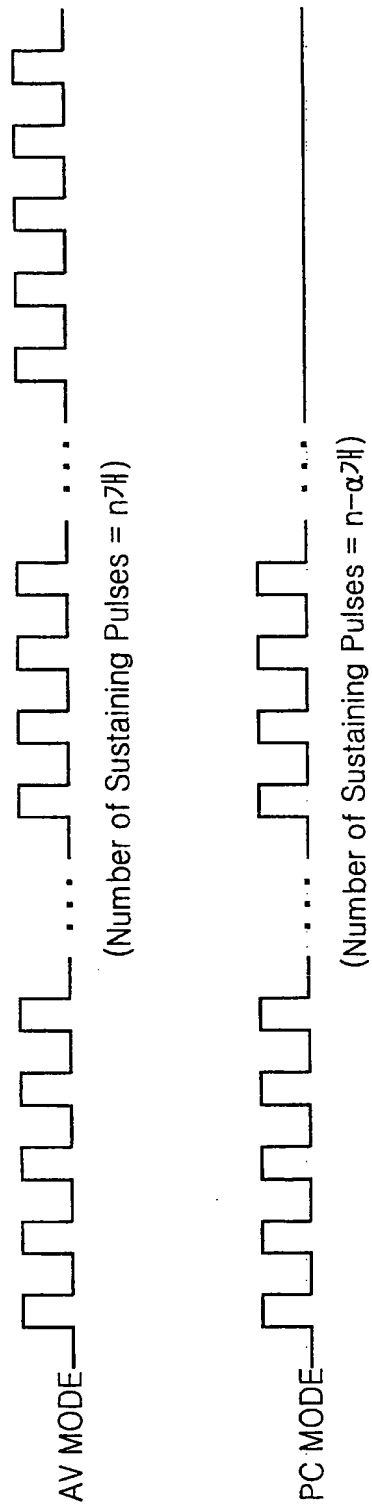 AV MODE
(Number of Sustaining Pulses = n개)
PC MODE
(Number of Sustaining Pulses = n-α개)